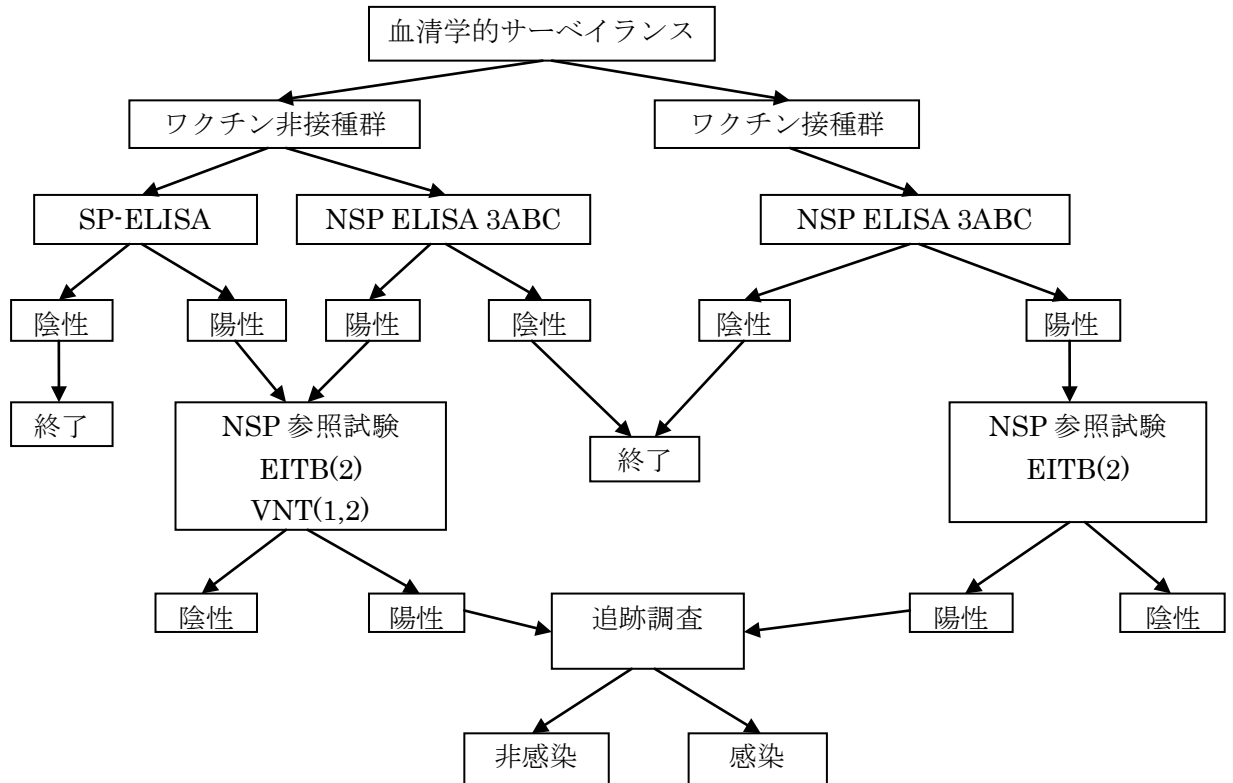 血清学的サーベイランス
ワクチン非接種群
ワクチン接種群
SP-ELISA
NSP ELISA 3ABC
NSP ELISA 3ABC
陰性
陽性
陽性
陰性
陰性
陽性
終了
NSP 参照試験
EITB(2)
VNT(1,2)
終了
NSP 参照試験
EITB(2)
陰性
陽性
追跡調査
陽性
陰性
非感染
感染